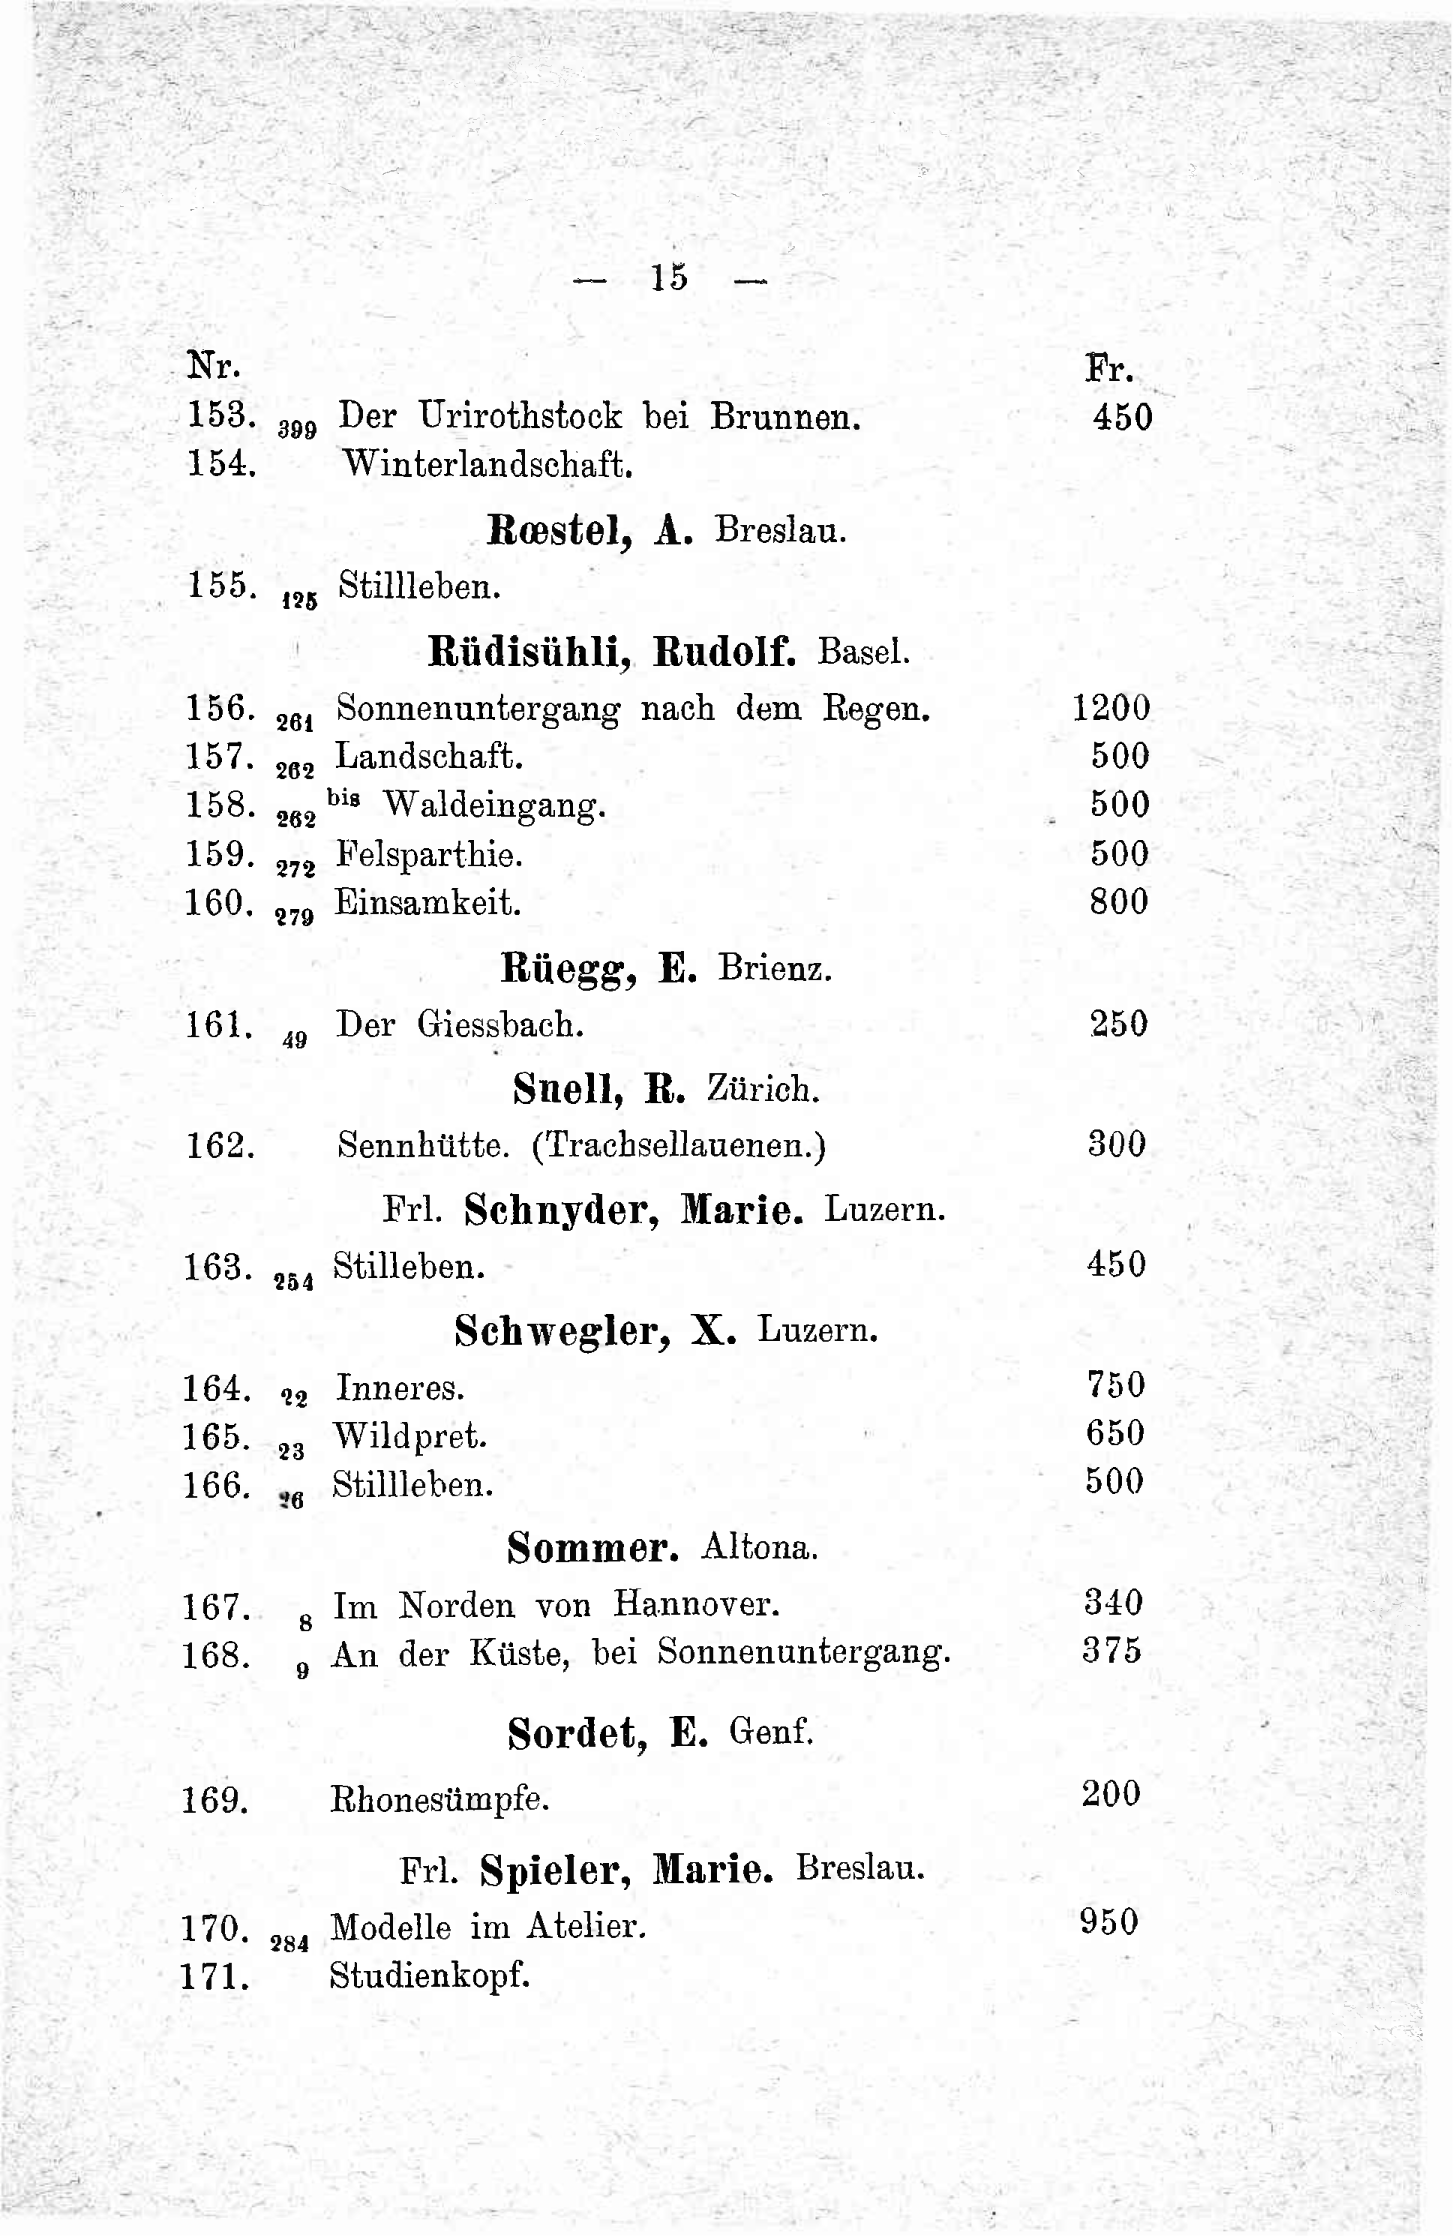 — 15 —
Nr. Fr.
153. 399 Der Urirothstock bei Brunnen. 450
154. Winterlandschaft.
Rœstel, A. Breslau.
155. 125 Stillleben.
Rüdisühli, Rudolf. Basel.
156. 261 Sonnenuntergang nach dem Regen. 1200
157. 262 Landschaft. 500
158. 262 bis Waldeingang. 500
159. 272 Felsparthie. 500
160. 279 Einsamkeit. 800
Rüegg, E. Brienz.
161. 49 Der Giessbach. 250
Snell, R. Zürich.
162. Sennhütte. (Trachsellauenen.) 300
Frl. Schnyder, Marie. Luzern.
163. 254 Stilleben. 450
Schwegler, X. Luzern.
164. 22 Inneres. 750
165. 23 Wildpret. 650
166. 26 Stillleben. 500
Sommer. Altona.
167. 8 Im Norden von Hannover. 340
168. 9 An der Küste, bei Sonnenuntergang. 375
Sordet, E. Genf.
169. Rhonesümpfe. 200
Frl. Spieler, Marie. Breslau.
170. 284 Modelle im Atelier. 950
171. Studienkopf.